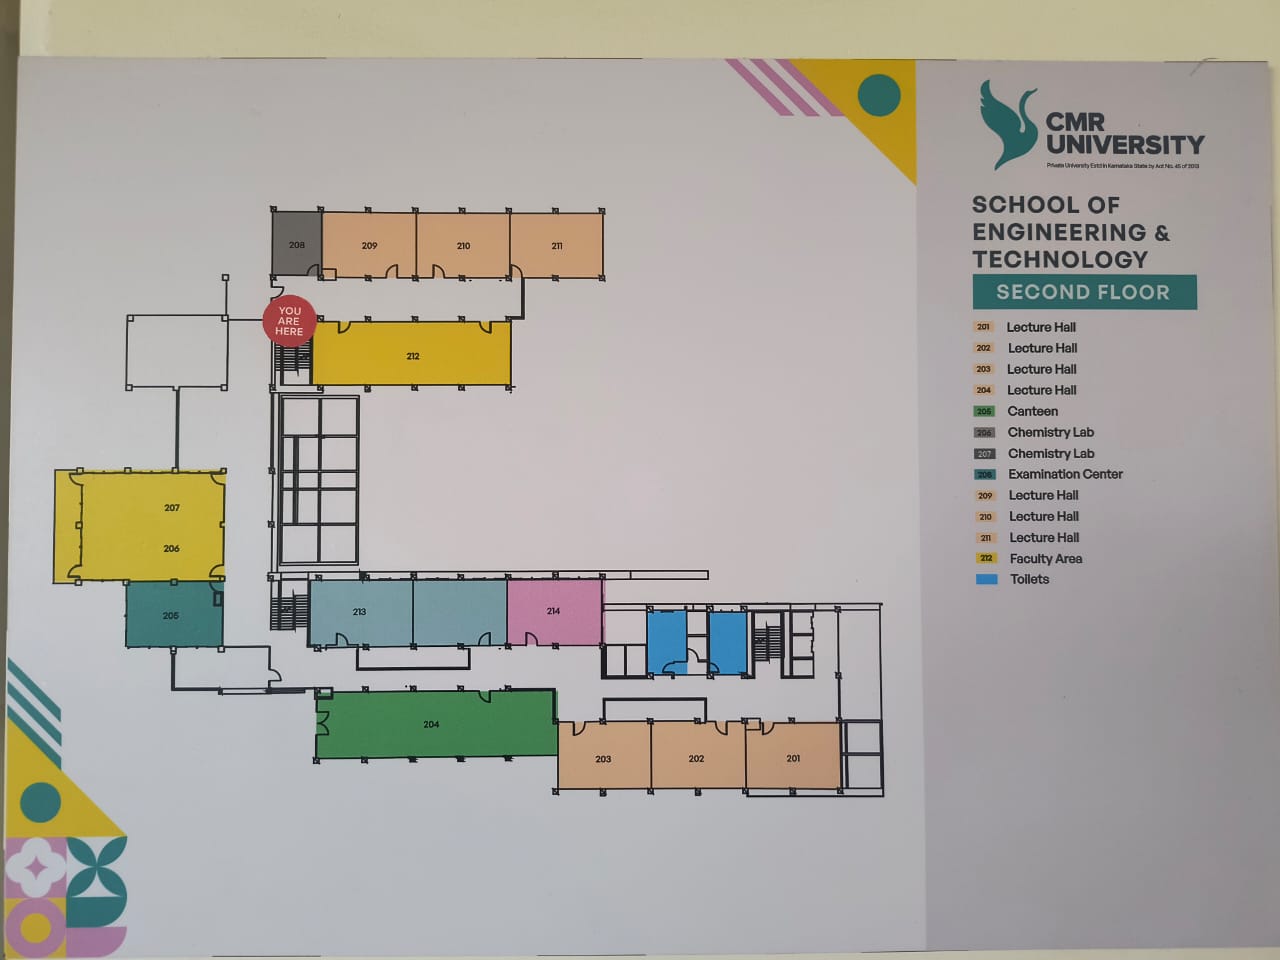 CMR
UNIVERSITY
Private University Estd in Karnataka State by Act No. 45 of 2013
SCHOOL OF
ENGINEERING &
TECHNOLOGY
SECOND FLOOR
201 Lecture Hall
202 Lecture Hall
203 Lecture Hall
204 Lecture Hall
205 Canteen
206 Chemistry Lab
207 Chemistry Lab
208 Examination Center
209 Lecture Hall
210 Lecture Hall
211 Lecture Hall
212 Faculty Area
Toilets
208
209
210
211
YOU
ARE
HERE
212
207
206
205
213
214
204
203
202
201